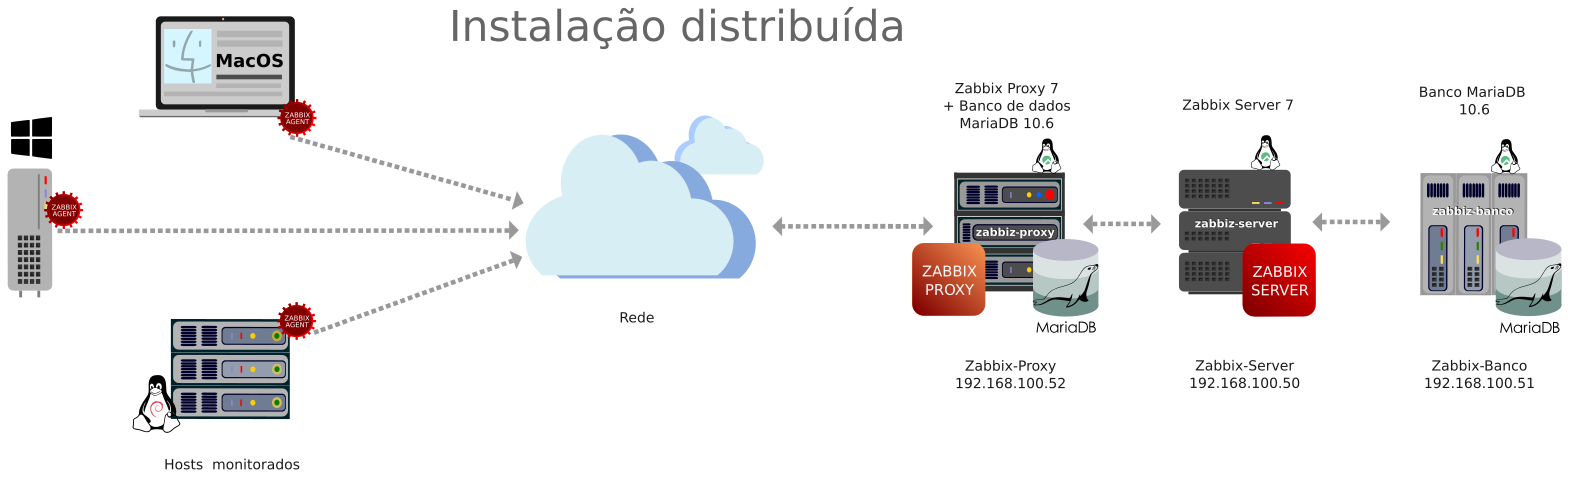 Instalação distribuída
MacOS
ZABBIX
AGENT
ZABBIX
AGENT
ZABBIX
AGENT
Hosts monitorados
Rede
Zabbix Proxy 7
+ Banco de dados
MariaDB 10.6
zabbiz-proxy
ZABBIX
PROXY
MariaDB
Zabbix-Proxy
192.168.100.52
Zabbix Server 7
zabbiz-server
ZABBIX
SERVER
Zabbix-Server
192.168.100.50
Banco MariaDB
10.6
zabbiz-banco
MariaDB
Zabbix-Banco
192.168.100.51